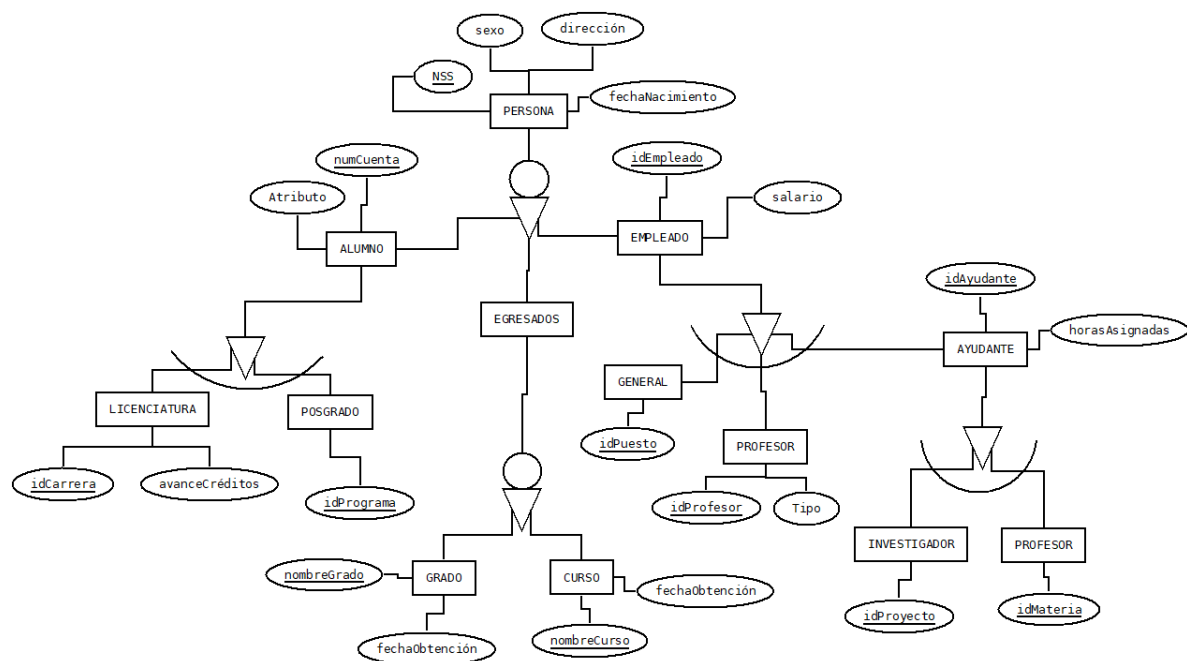 sexo
dirección
NSS
fechaNacimiento
PERSONA
numCuenta
idEmpleado
Atributo
salario
ALUMNO
EMPLEADO
idAyudante
EGRESADOS
horasAsignadas
AYUDANTE
GENERAL
LICENCIATURA
POSGRADO
idPuesto
PROFESOR
idCarrera
avanceCréditos
idPrograma
idProfesor
Tipo
INVESTIGADOR
PROFESOR
nombreGrado
GRADO
CURSO
fechaObtención
idProyecto
idMateria
fechaObtención
nombreCurso